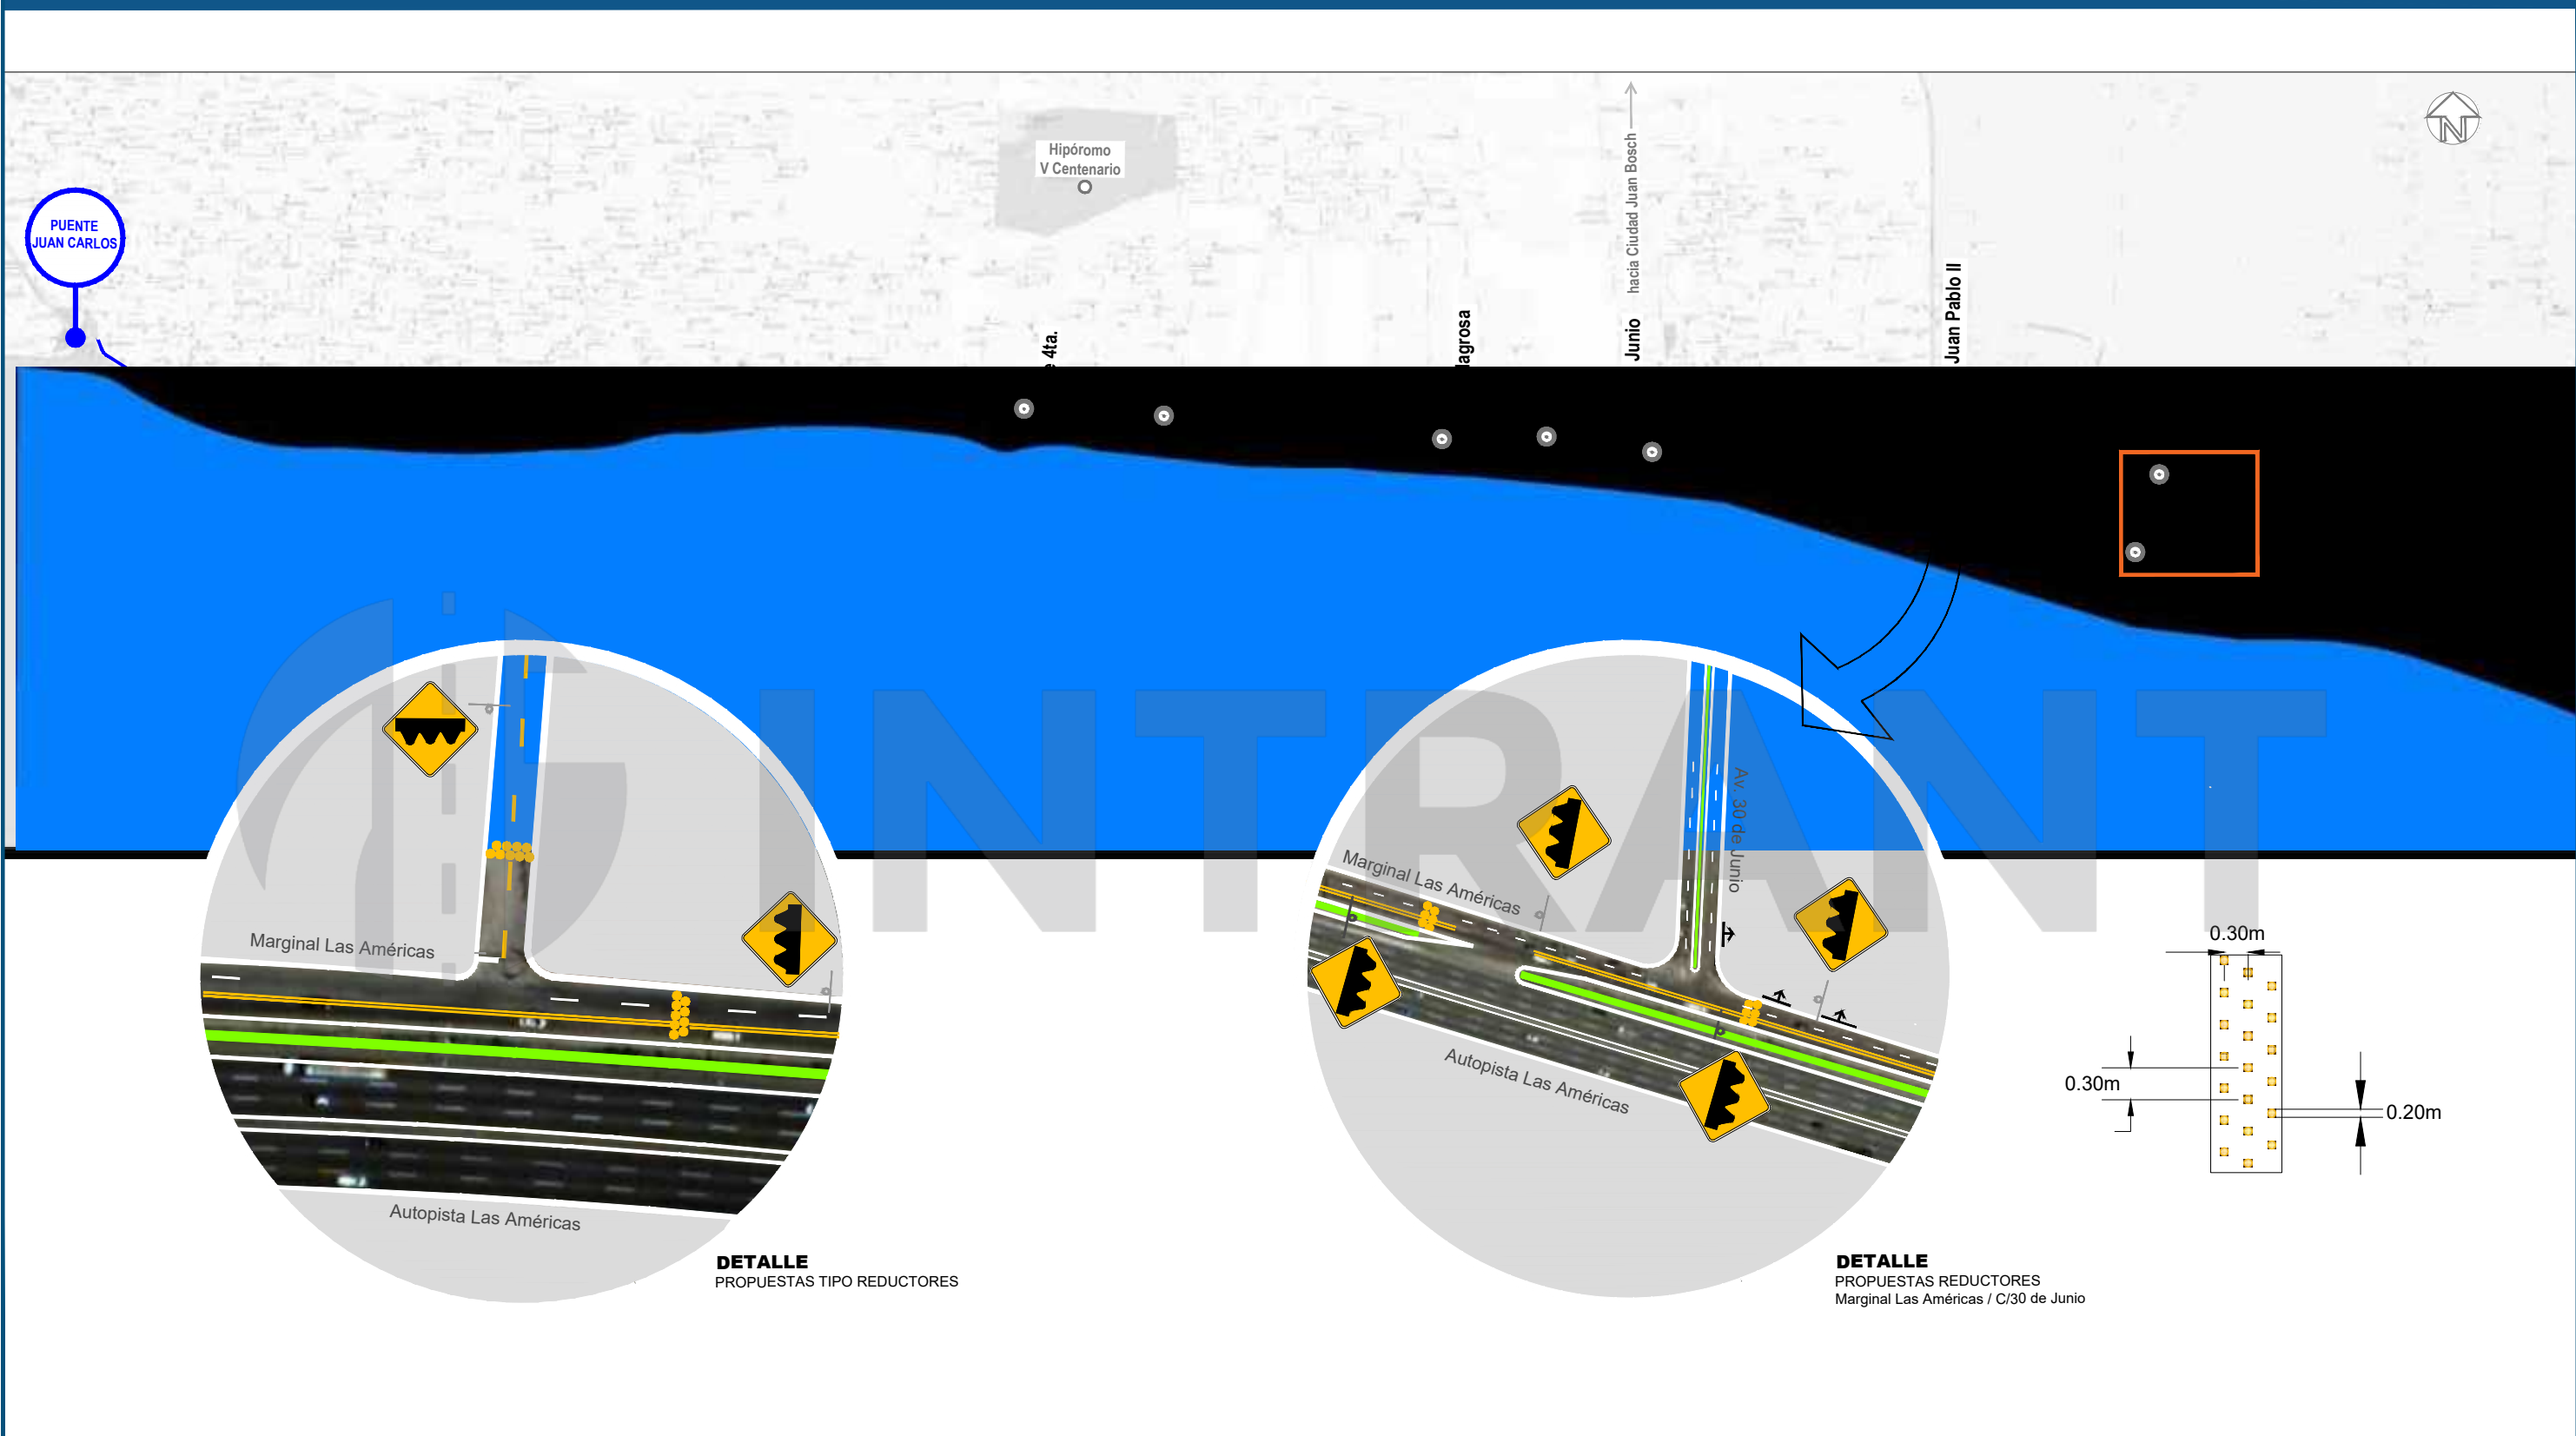 Hipóromo
V Centenario
hacia Ciudad Juan Bosch
PUENTE
JUAN CARLOS
4ta.
Junio
Juan Pablo II
INTRANT
Marginal Las Américas
Autopista Las Américas
DETALLE
PROPUESTAS TIPO REDUCTORES
Av. 30 de Junio
Marginal Las Américas
Autopista Las Américas
DETALLE
PROPUESTAS REDUCTORES
Marginal Las Américas / C/30 de Junio
0.30m
0.30m
0.20m
N